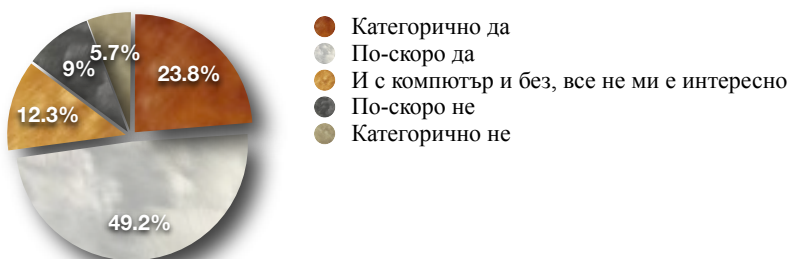 5.7%
9%
23.8%
12.3%
49.2%
Категорично да
По-скоро да
И с компютър и без, все не ми е интересно
По-скоро не
Категорично не